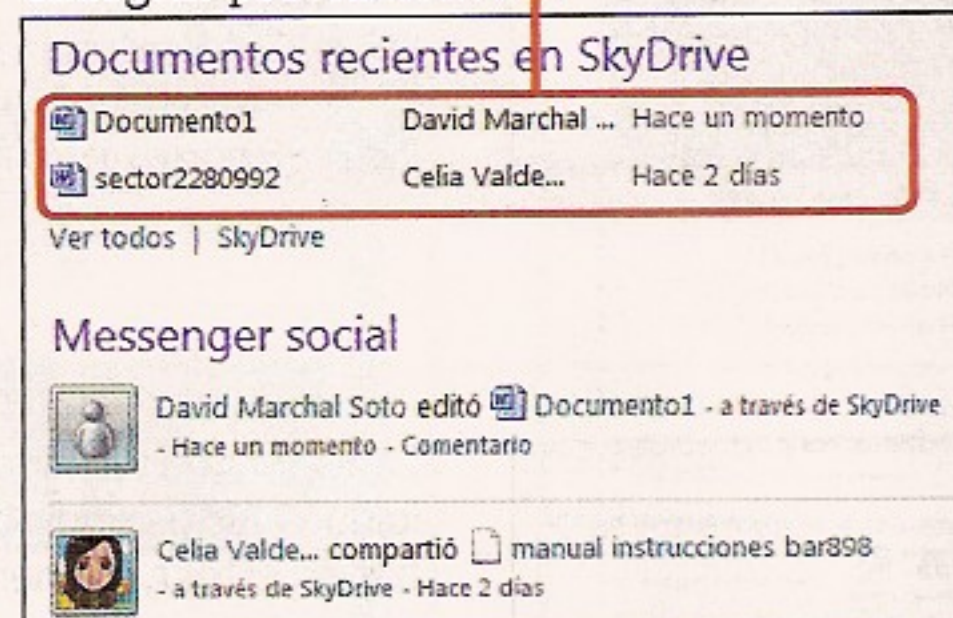 Documentos recientes en SkyDrive
Documento1 David Marchal ... Hace un momento
sector2280992 Celia Valde... Hace 2 días
Ver todos | SkyDrive
Messenger social
David Marchal Soto editó Documento1 - a través de SkyDrive
- Hace un momento - Comentario
Celia Valde... compartió manual instrucciones bar898
- a través de SkyDrive - Hace 2 días